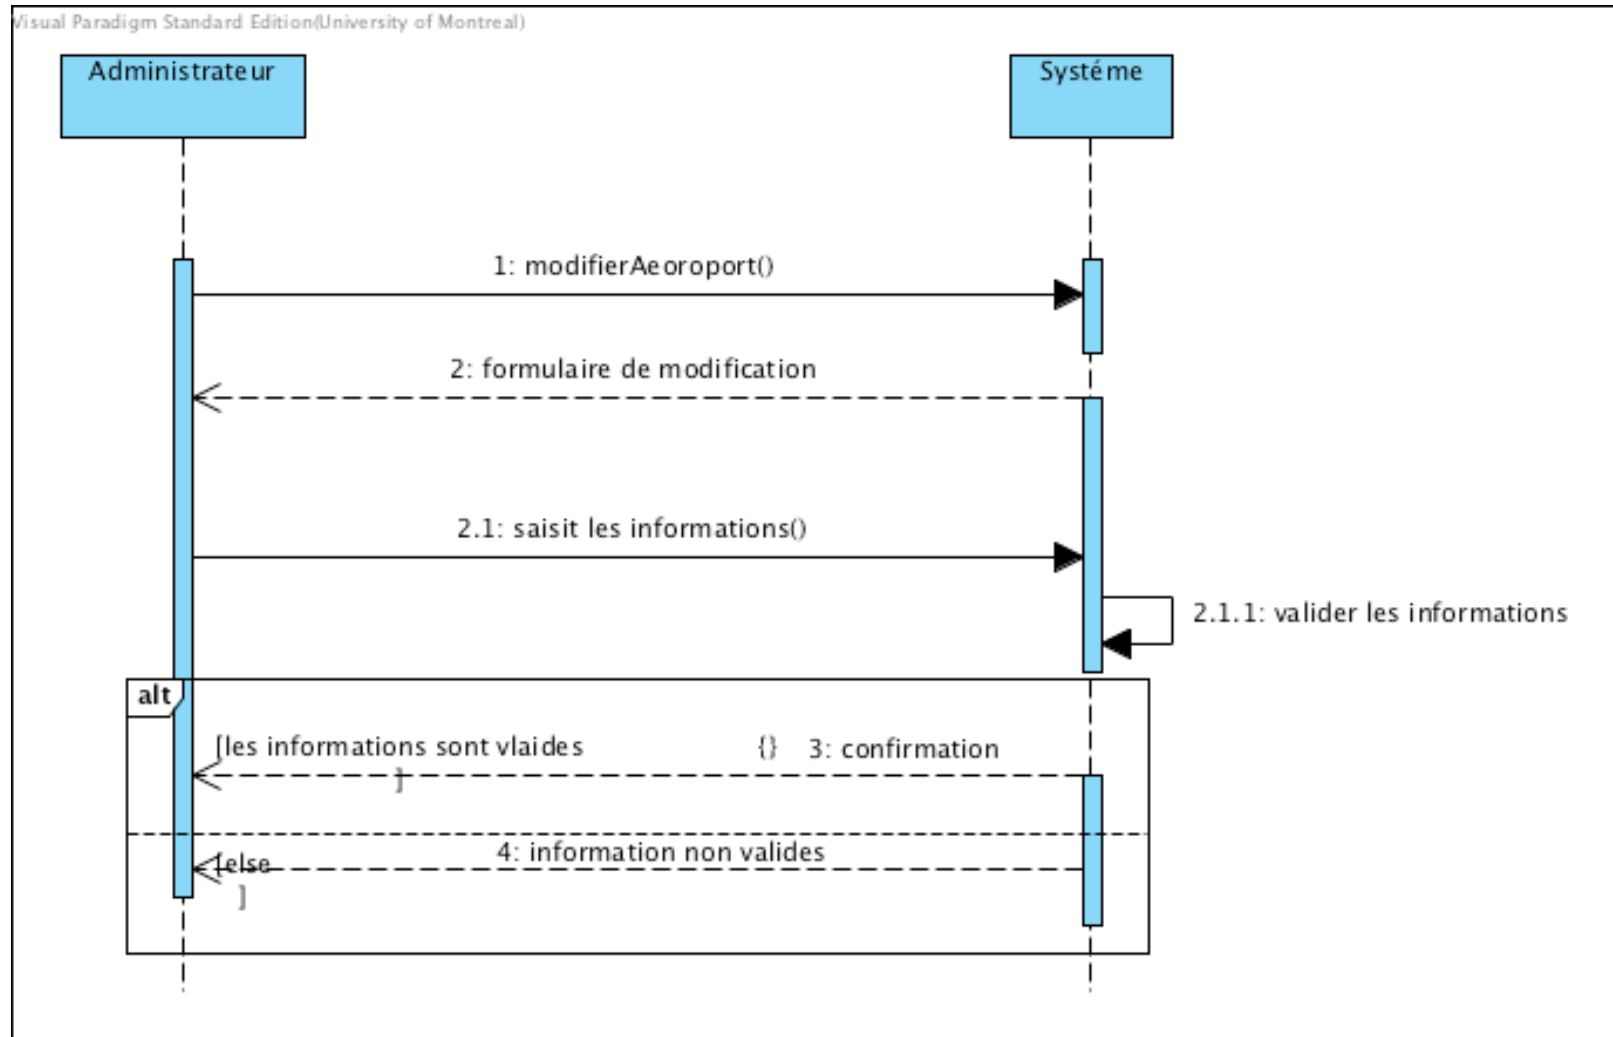 Visual Paradigm Standard Edition(University of Montreal)
Administrateur
Systéme
1: modifierAeoroport()
2: formulaire de modification
2.1: saisit les informations()
2.1.1: valider les informations
alt
[les informations sont vlaides
]
{}
3: confirmation
4: information non valides
[else
]